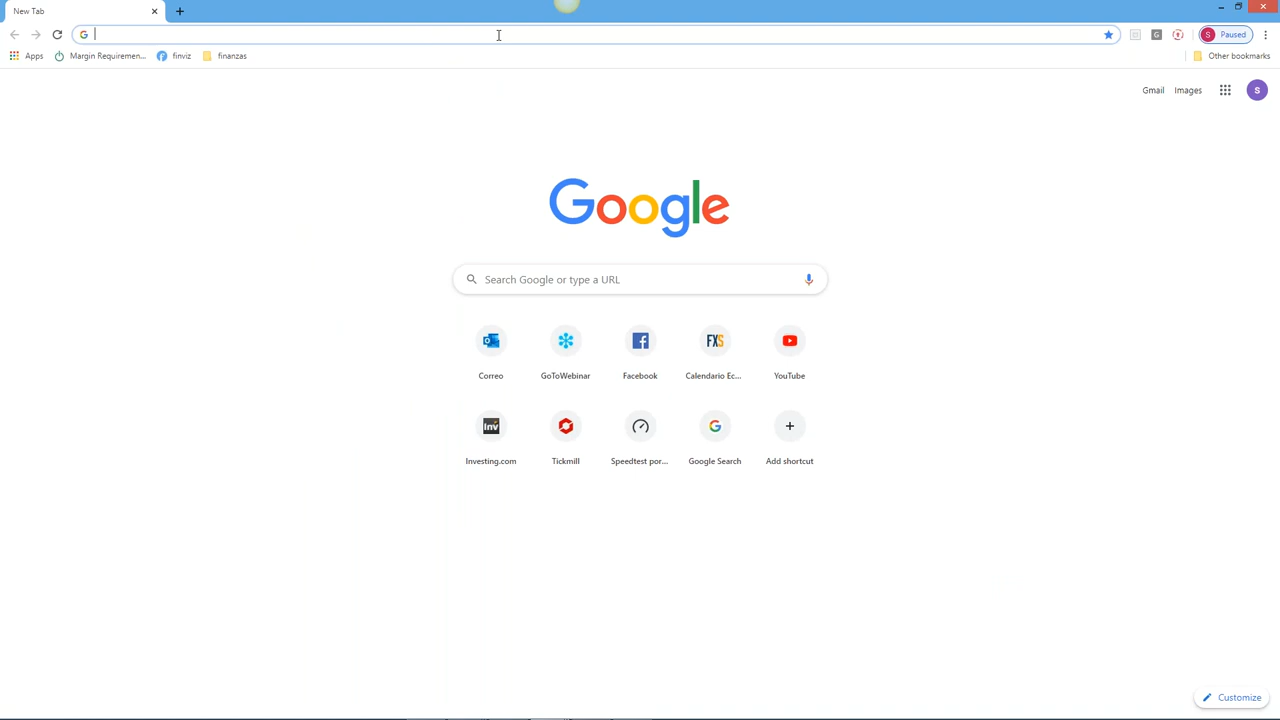 New Tab
S Paused
Apps Margin Requiremen... finviz finanzas Other bookmarks
Gmail Images S
Google
Search Google or type a URL
Correo GoToWebinar Facebook FXS Calendario Ec... YouTube
Inv Investing.com Tickmill Speedtest por... Google Search Add shortcut
Customize